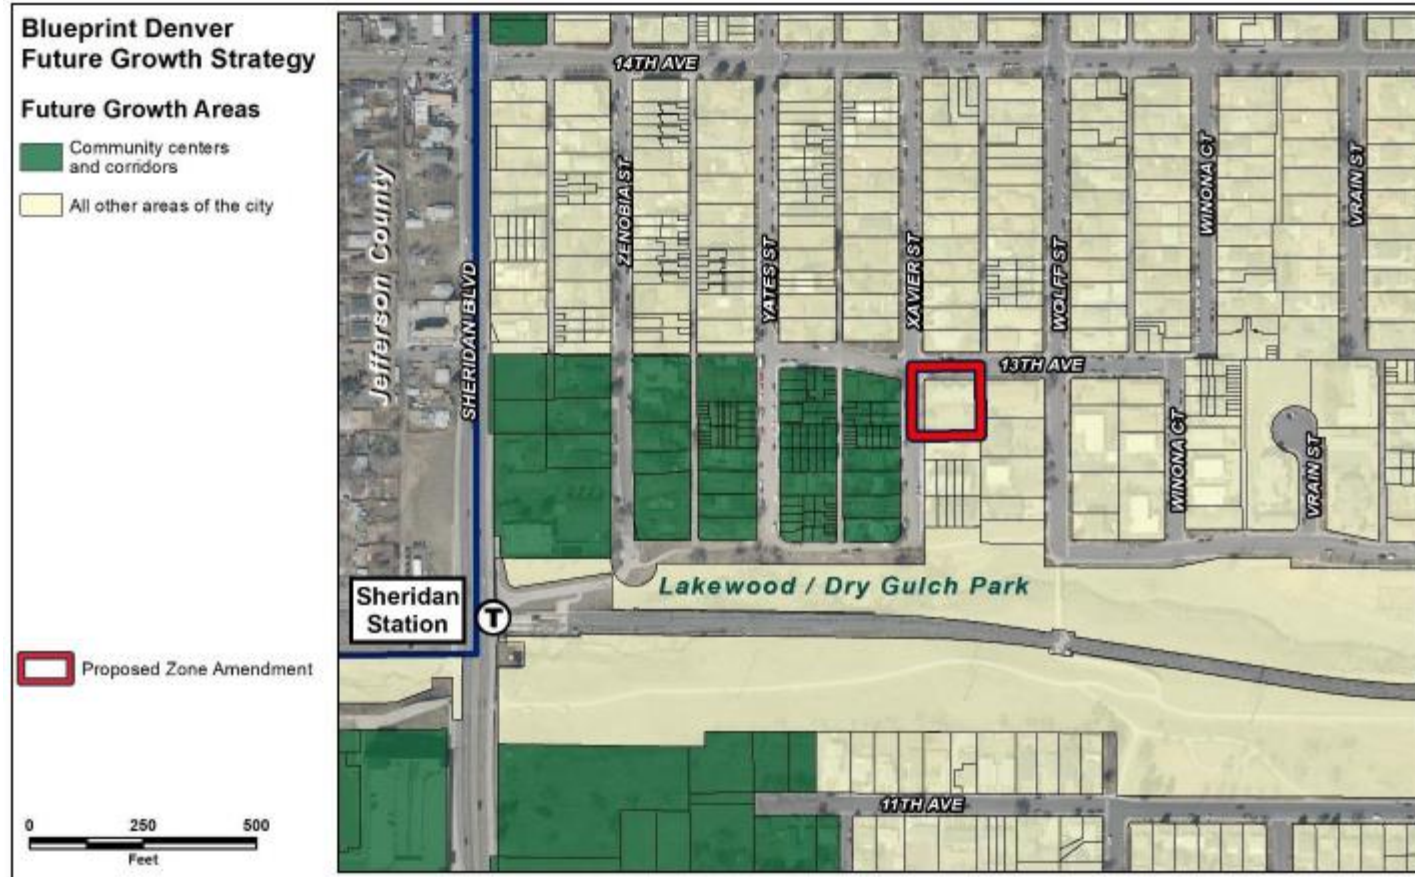 Blueprint Denver
Future Growth Strategy
Future Growth Areas
Community centers
and corridors
All other areas of the city
Proposed Zone Amendment
0 250 500
Feet
14TH AVE
Jefferson County
SHERIDAN BLVD
ZENOBIA ST
YATES ST
XAVIER ST
WOLFF ST
WINONA CT
VRAIN ST
13TH AVE
WINONA CT
VRAIN ST
Lakewood / Dry Gulch Park
Sheridan
Station
T
11TH AVE